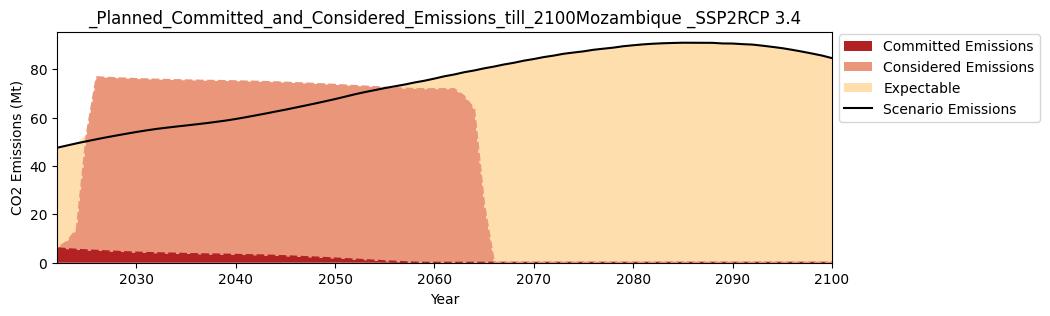 _Planned_Committed_and_Considered_Emissions_till_2100Mozambique _SSP2RCP 3.4
CO2 Emissions (Mt)
80
60
40
20
0
2030 2040 2050 2060 2070 2080 2090 2100
Year
Committed Emissions
Considered Emissions
Expectable
Scenario Emissions